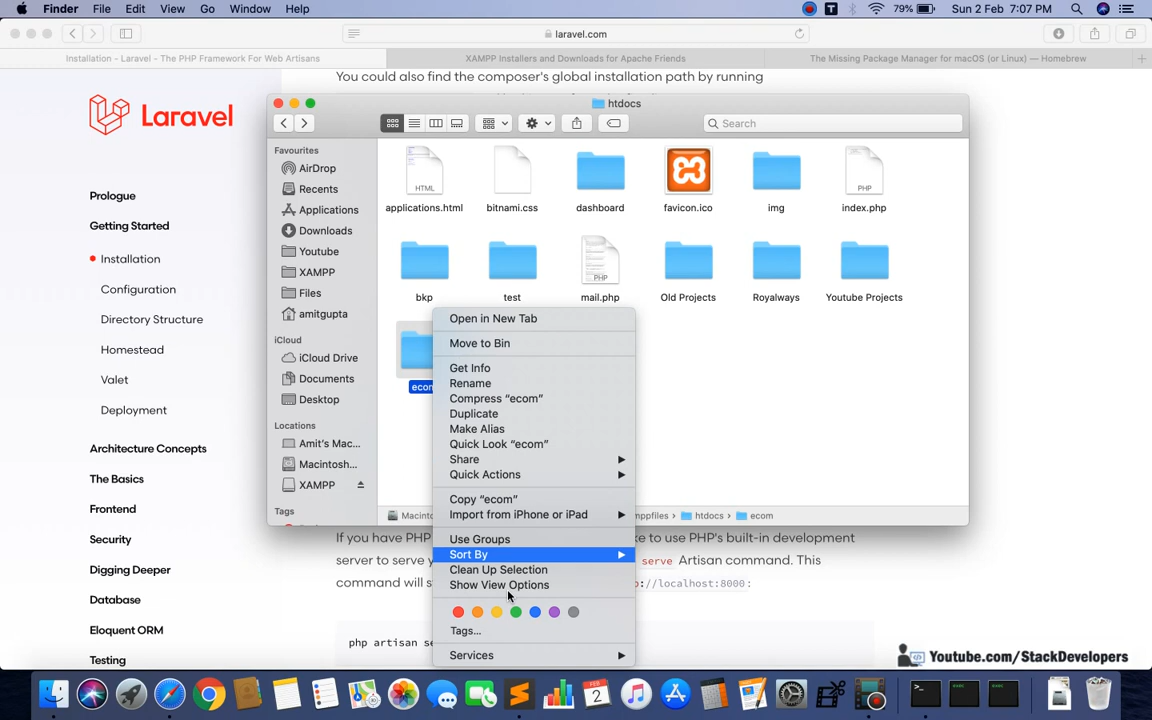 Finder File Edit View Go Window Help
T 79% Sun 2 Feb 7:07 PM
laravel.com
Installation - Laravel - The PHP Framework For Web Artisans
XAMPP Installers and Downloads for Apache Friends
The Missing Package Manager for macOS (or Linux) — Homebrew
You could also find the composer's global installation path by running
Laravel
Prologue
Getting Started
Installation
Configuration
Directory Structure
Homestead
Valet
Deployment
Architecture Concepts
The Basics
Frontend
Security
Digging Deeper
Database
Eloquent ORM
Testing
htdocs
Search
Favourites
AirDrop
Recents
Applications
Downloads
Youtube
XAMPP
Files
amitgupta
iCloud
iCloud Drive
Documents
Desktop
Locations
Amit's Mac...
Macintosh...
XAMPP
Tags
HTML
PHP
applications.html bitnami.css dashboard favicon.ico img index.php
PHP
bkp test mail.php Old Projects Royalways Youtube Projects
ecom
Open in New Tab
Move to Bin
Get Info
Rename
Compress “ecom”
Duplicate
Make Alias
Quick Look “ecom”
Share
Quick Actions
Copy “ecom”
Import from iPhone or iPad
Use Groups
Sort By
Clean Up Selection
Show View Options
Tags...
Services
htdocs ecom
If you have PHP
ke to use PHP's built-in development
server to serve
serve Artisan command. This
command will
://localhost:8000:
php artisan se
FEB
2
Youtube.com/StackDevelopers